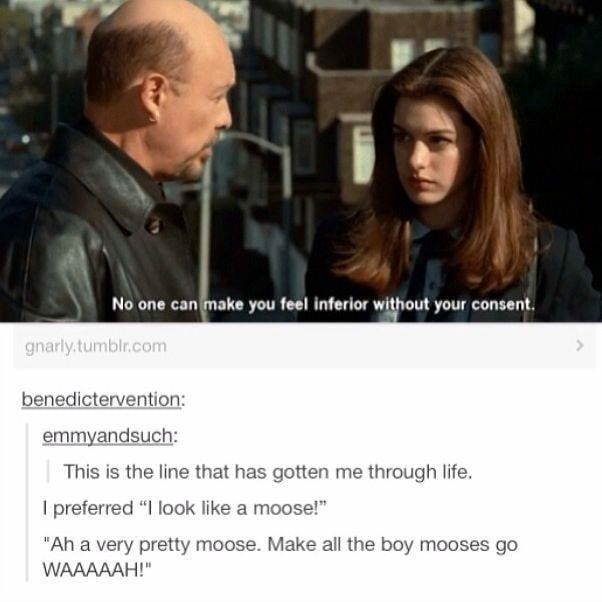 No one can make you feel inferior without your consent.
gnarly.tumblr.com
>
benedictervention:
emmyandsuch:
This is the line that has gotten me through life.
I preferred “I look like a moose!”
"Ah a very pretty moose. Make all the boy mooses go
WAAAAAH!"